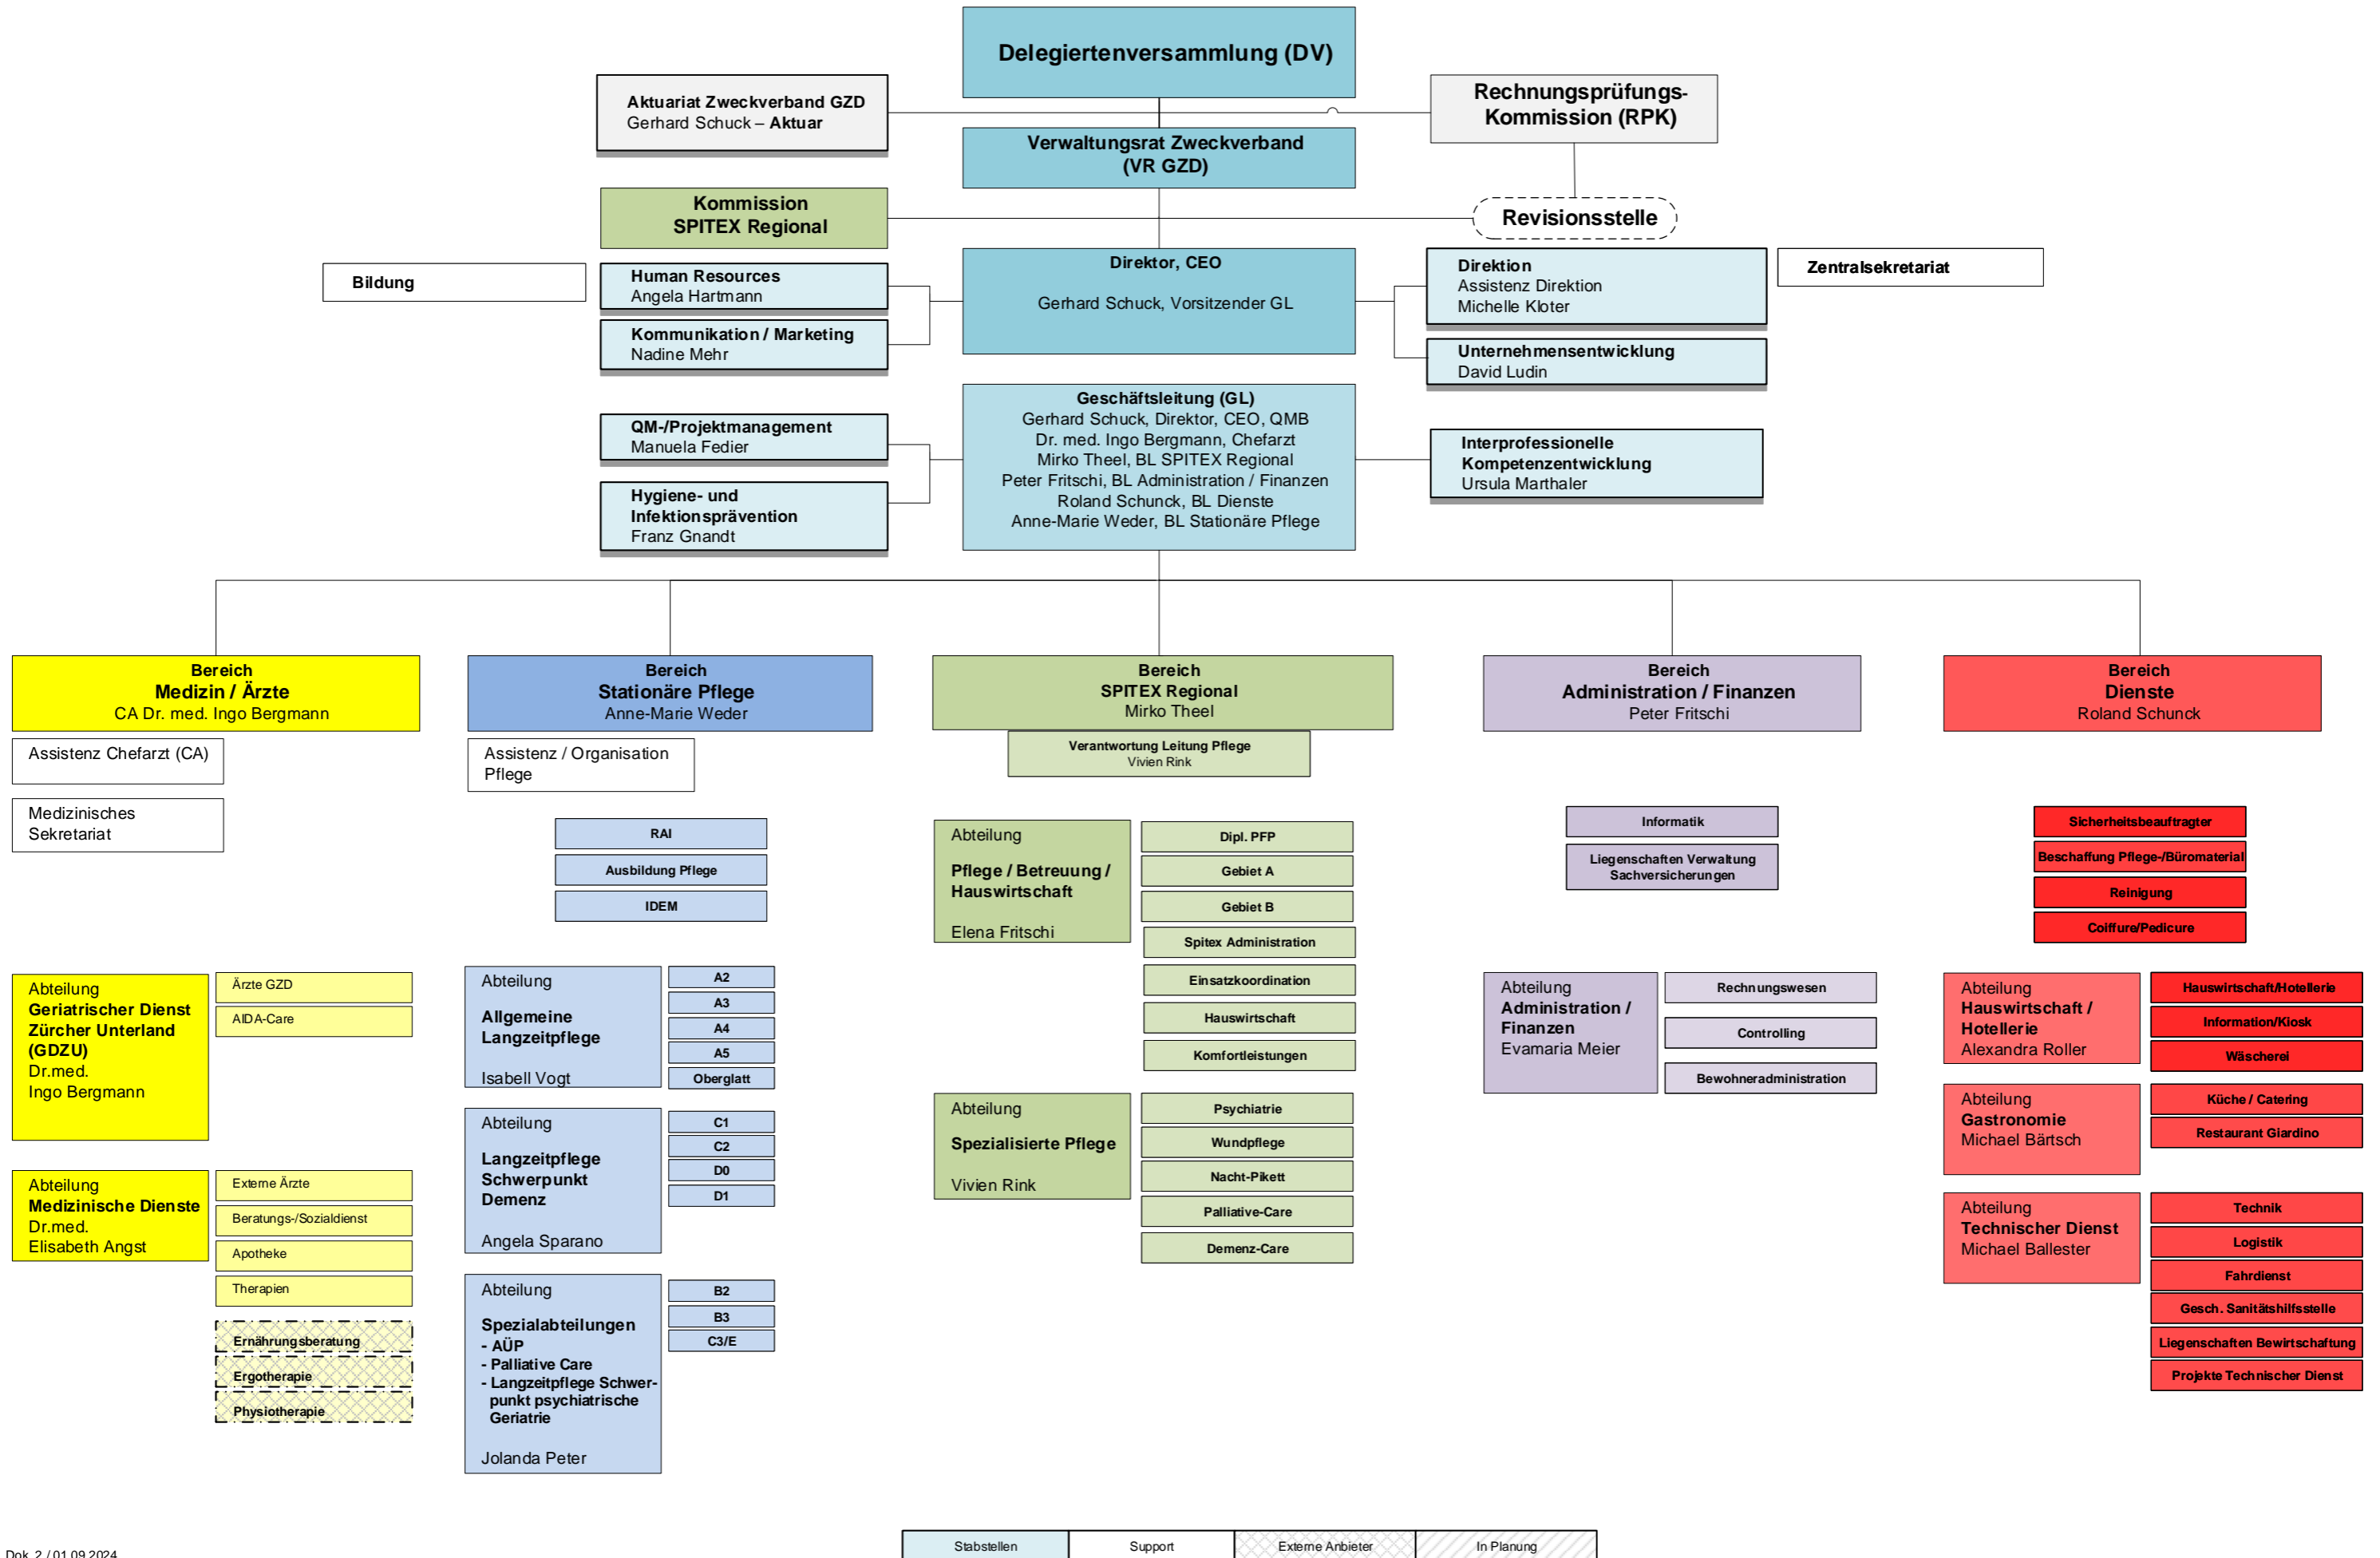 Delegiertenversammlung (DV)
Aktuariat Zweckverband GZD
Gerhard Schuck – Aktuar
Rechnungsprüfungs-
Kommission (RPK)
Verwaltungsrat Zweckverband
(VR GZD)
Kommission
SPITEX Regional
Revisionsstelle
Bildung
Human Resources
Angela Hartmann
Kommunikation / Marketing
Nadine Mehr
Direktor, CEO
Gerhard Schuck, Vorsitzender GL
Direktion
Assistenz Direktion
Michelle Kloter
Zentralsekretariat
Unternehmensentwicklung
David Ludin
QM-/Projektmanagement
Manuela Fedier
Hygiene- und
Infektionsprävention
Franz Gnandt
Geschäftsleitung (GL)
Gerhard Schuck, Direktor, CEO, QMB
Dr. med. Ingo Bergmann, Chefarzt
Mirko Theel, BL SPITEX Regional
Peter Fritschi, BL Administration / Finanzen
Roland Schunck, BL Dienste
Anne-Marie Weder, BL Stationäre Pflege
Interprofessionelle
Kompetenzentwicklung
Ursula Marthaler
Bereich
Medizin / Ärzte
CA Dr. med. Ingo Bergmann
Assistenz Chefarzt (CA)
Medizinisches
Sekretariat
Abteilung
Geriatrischer Dienst
Zürcher Unterland
(GDZU)
Dr.med.
Ingo Bergmann
Ärzte GZD
AIDA-Care
Abteilung
Medizinische Dienste
Dr.med.
Elisabeth Angst
Externe Ärzte
Beratungs-/Sozialdienst
Apotheke
Therapien
Ernährungsberatung
Ergotherapie
Physiotherapie
Bereich
Stationäre Pflege
Anne-Marie Weder
Assistenz / Organisation
Pflege
RAI
Ausbildung Pflege
IDEM
Abteilung
Allgemeine
Langzeitpflege
Isabell Vogt
A2
A3
A4
A5
Oberglatt
Abteilung
Langzeitpflege
Schwerpunkt
Demenz
Angela Sparano
C1
C2
D0
D1
Abteilung
Spezialabteilungen
- AÜP
- Palliative Care
- Langzeitpflege Schwer-
punkt psychiatrische
Geriatrie
Jolanda Peter
B2
B3
C3/E
Bereich
SPITEX Regional
Mirko Theel
Verantwortung Leitung Pflege
Vivien Rink
Abteilung
Pflege / Betreuung /
Hauswirtschaft
Elena Fritschi
Dipl. PFP
Gebiet A
Gebiet B
Spitex Administration
Einsatzkoordination
Hauswirtschaft
Komfortleistungen
Abteilung
Spezialisierte Pflege
Vivien Rink
Psychiatrie
Wundpflege
Nacht-Pikett
Palliative-Care
Demenz-Care
Bereich
Administration / Finanzen
Peter Fritschi
Informatik
Liegenschaften Verwaltung
Sachversicherungen
Abteilung
Administration /
Finanzen
Evamaria Meier
Rechnungswesen
Controlling
Bewohneradministration
Bereich
Dienste
Roland Schunck
Sicherheitsbeauftragter
Beschaffung Pflege-/Büromaterial
Reinigung
Coiffure/Pedicure
Abteilung
Hauswirtschaft /
Hotellerie
Alexandra Roller
Hauswirtschaft/Hotellerie
Information/Kiosk
Wäscherei
Abteilung
Gastronomie
Michael Bärtsch
Küche / Catering
Restaurant Giardino
Abteilung
Technischer Dienst
Michael Ballester
Technik
Logistik
Fahrdienst
Gesch. Sanitätshilfsstelle
Liegenschaften Bewirtschaftung
Projekte Technischer Dienst
Dok. 2 / 01.09.2024
Stabstellen
Support
Externe Anbieter
In Planung